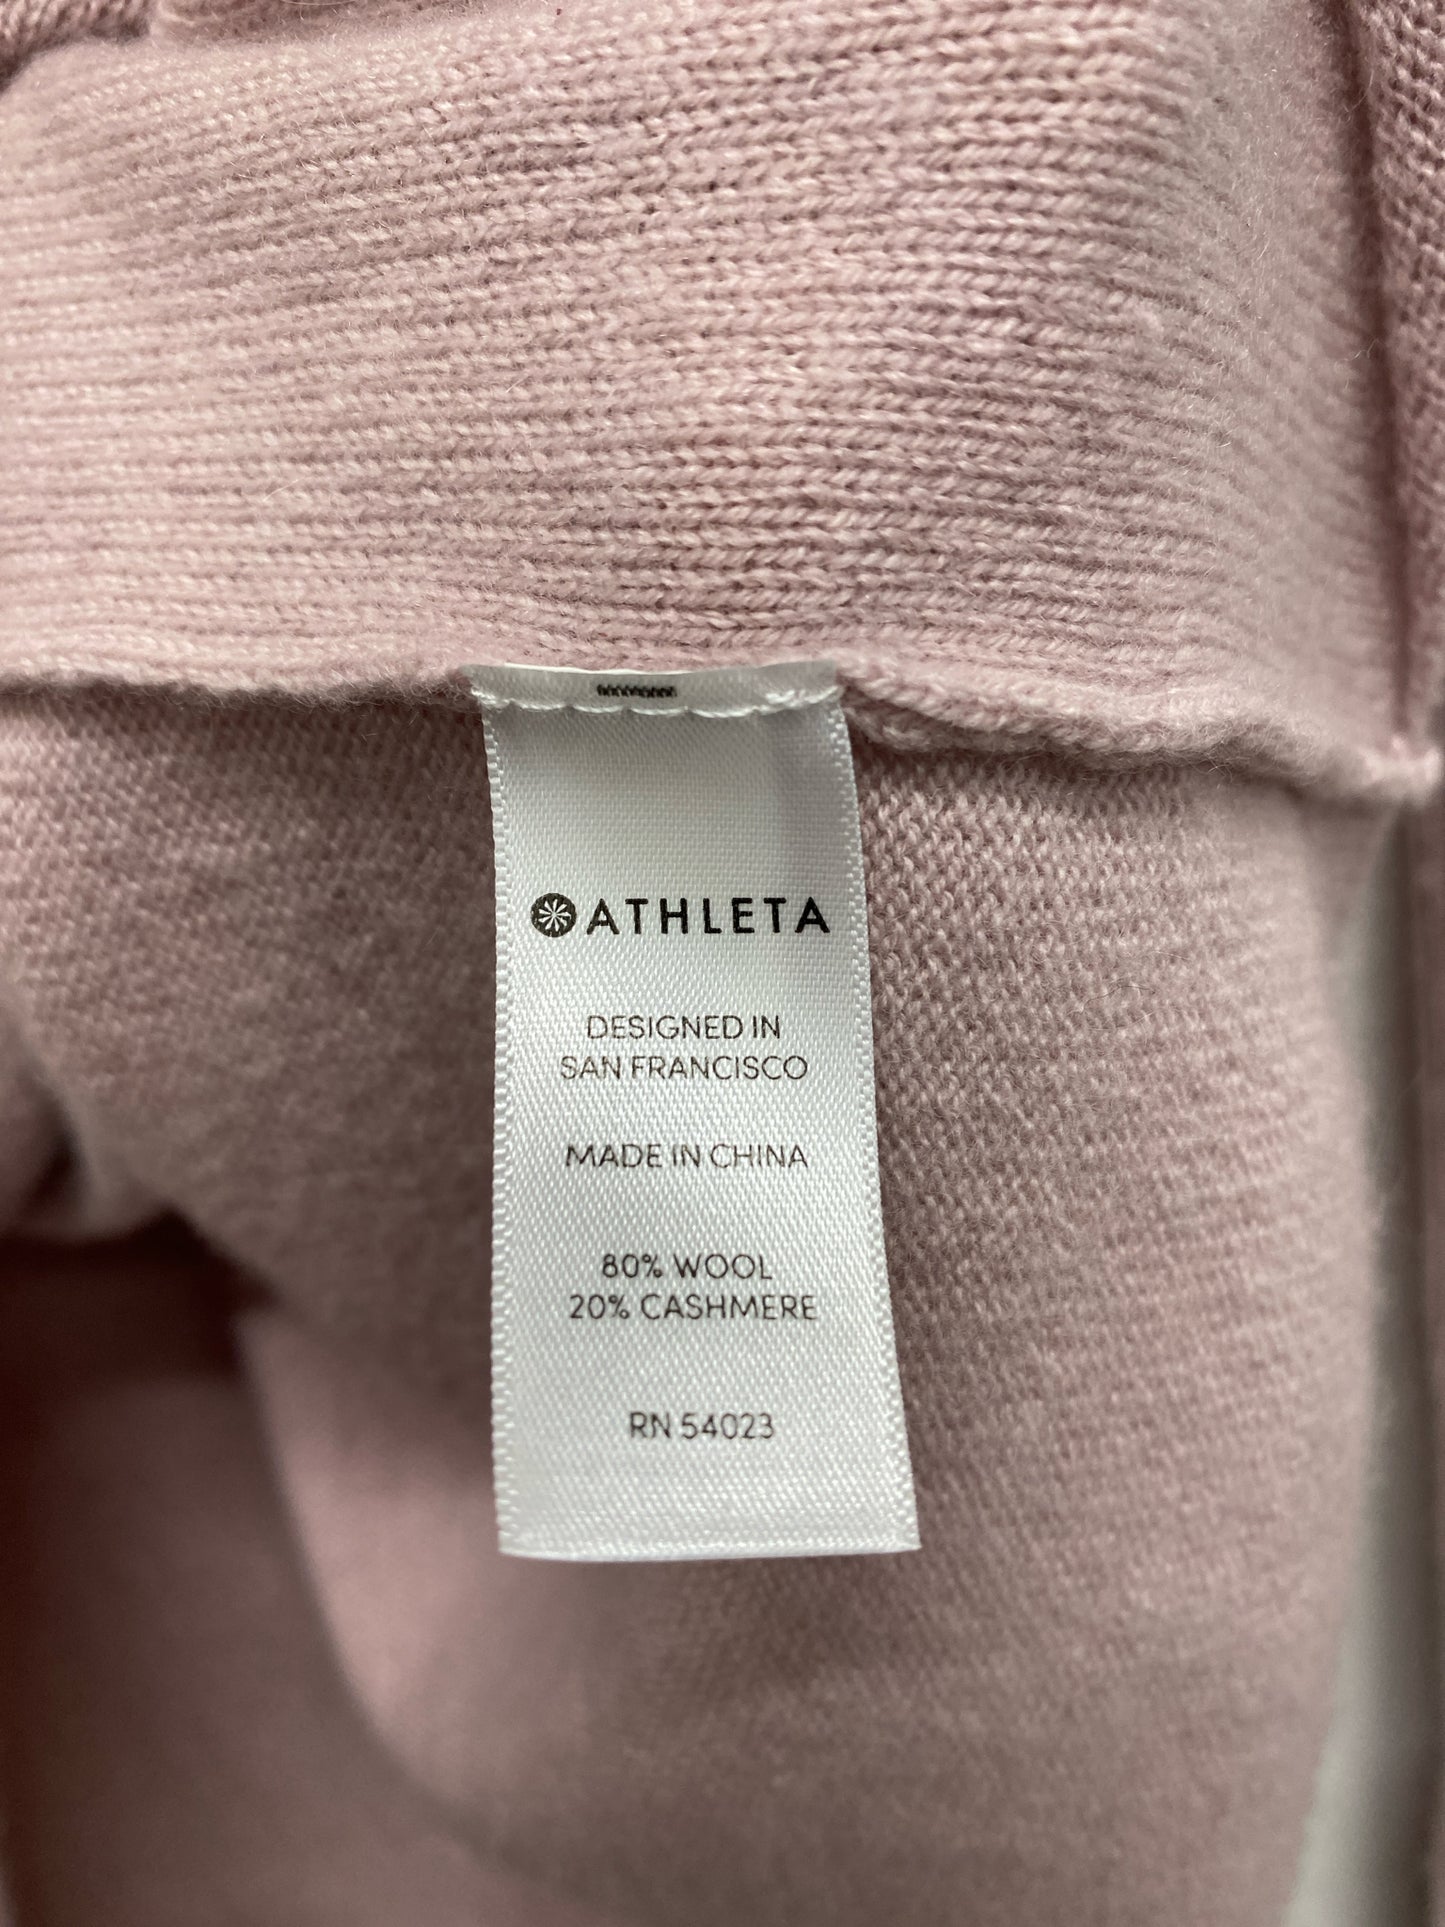 ATHLETA
DESIGNED IN
SAN FRANCISCO
MADE IN CHINA
80% WOOL
20% CASHMERE
RN 54023